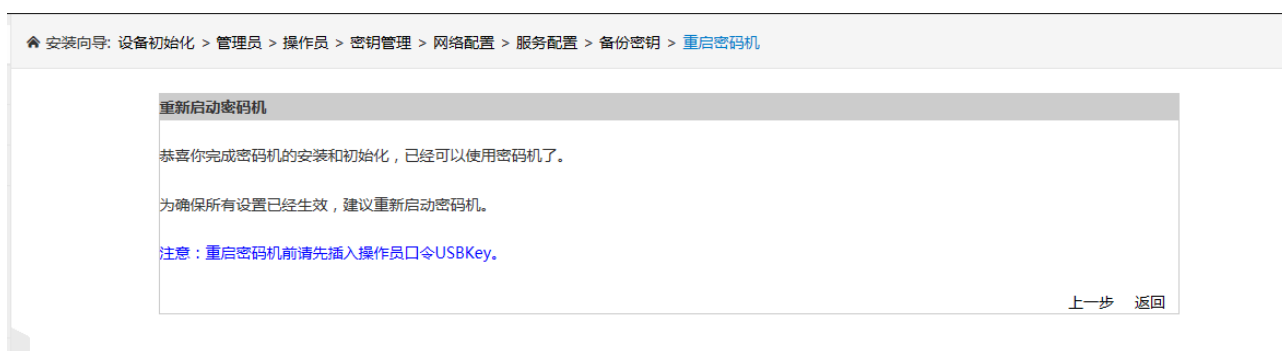 安装向导: 设备初始化 > 管理员 > 操作员 > 密钥管理 > 网络配置 > 服务配置 > 备份密钥 > 重启密码机
重新启动密码机
恭喜你完成密码机的安装和初始化，已经可以使用密码机了。
为确保所有设置已经生效，建议重新启动密码机。
注意：重启密码机前请先插入操作员口令USBKey。
上一步 返回